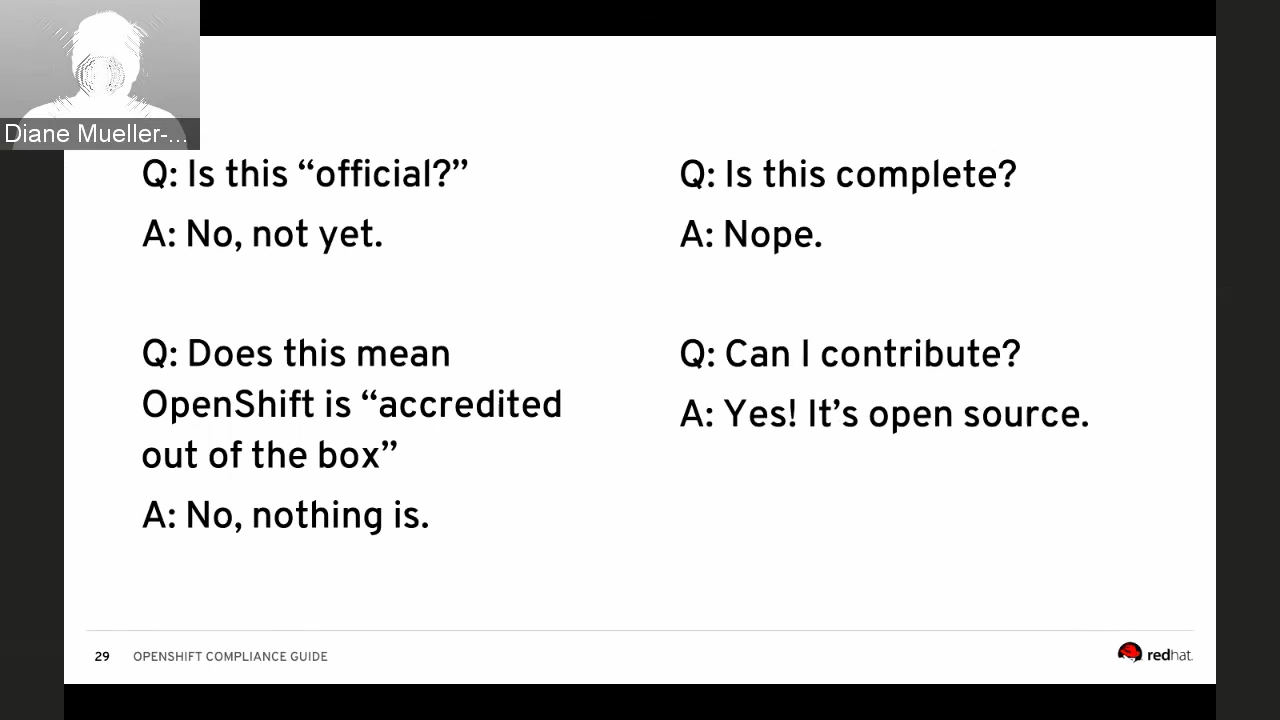 Diane Mueller-...
Q: Is this “official?”
A: No, not yet.
Q: Does this mean
OpenShift is “accredited
out of the box”
A: No, nothing is.
Q: Is this complete?
A: Nope.
Q: Can I contribute?
A: Yes! It’s open source.
29 OPENSHIFT COMPLIANCE GUIDE
redhat.